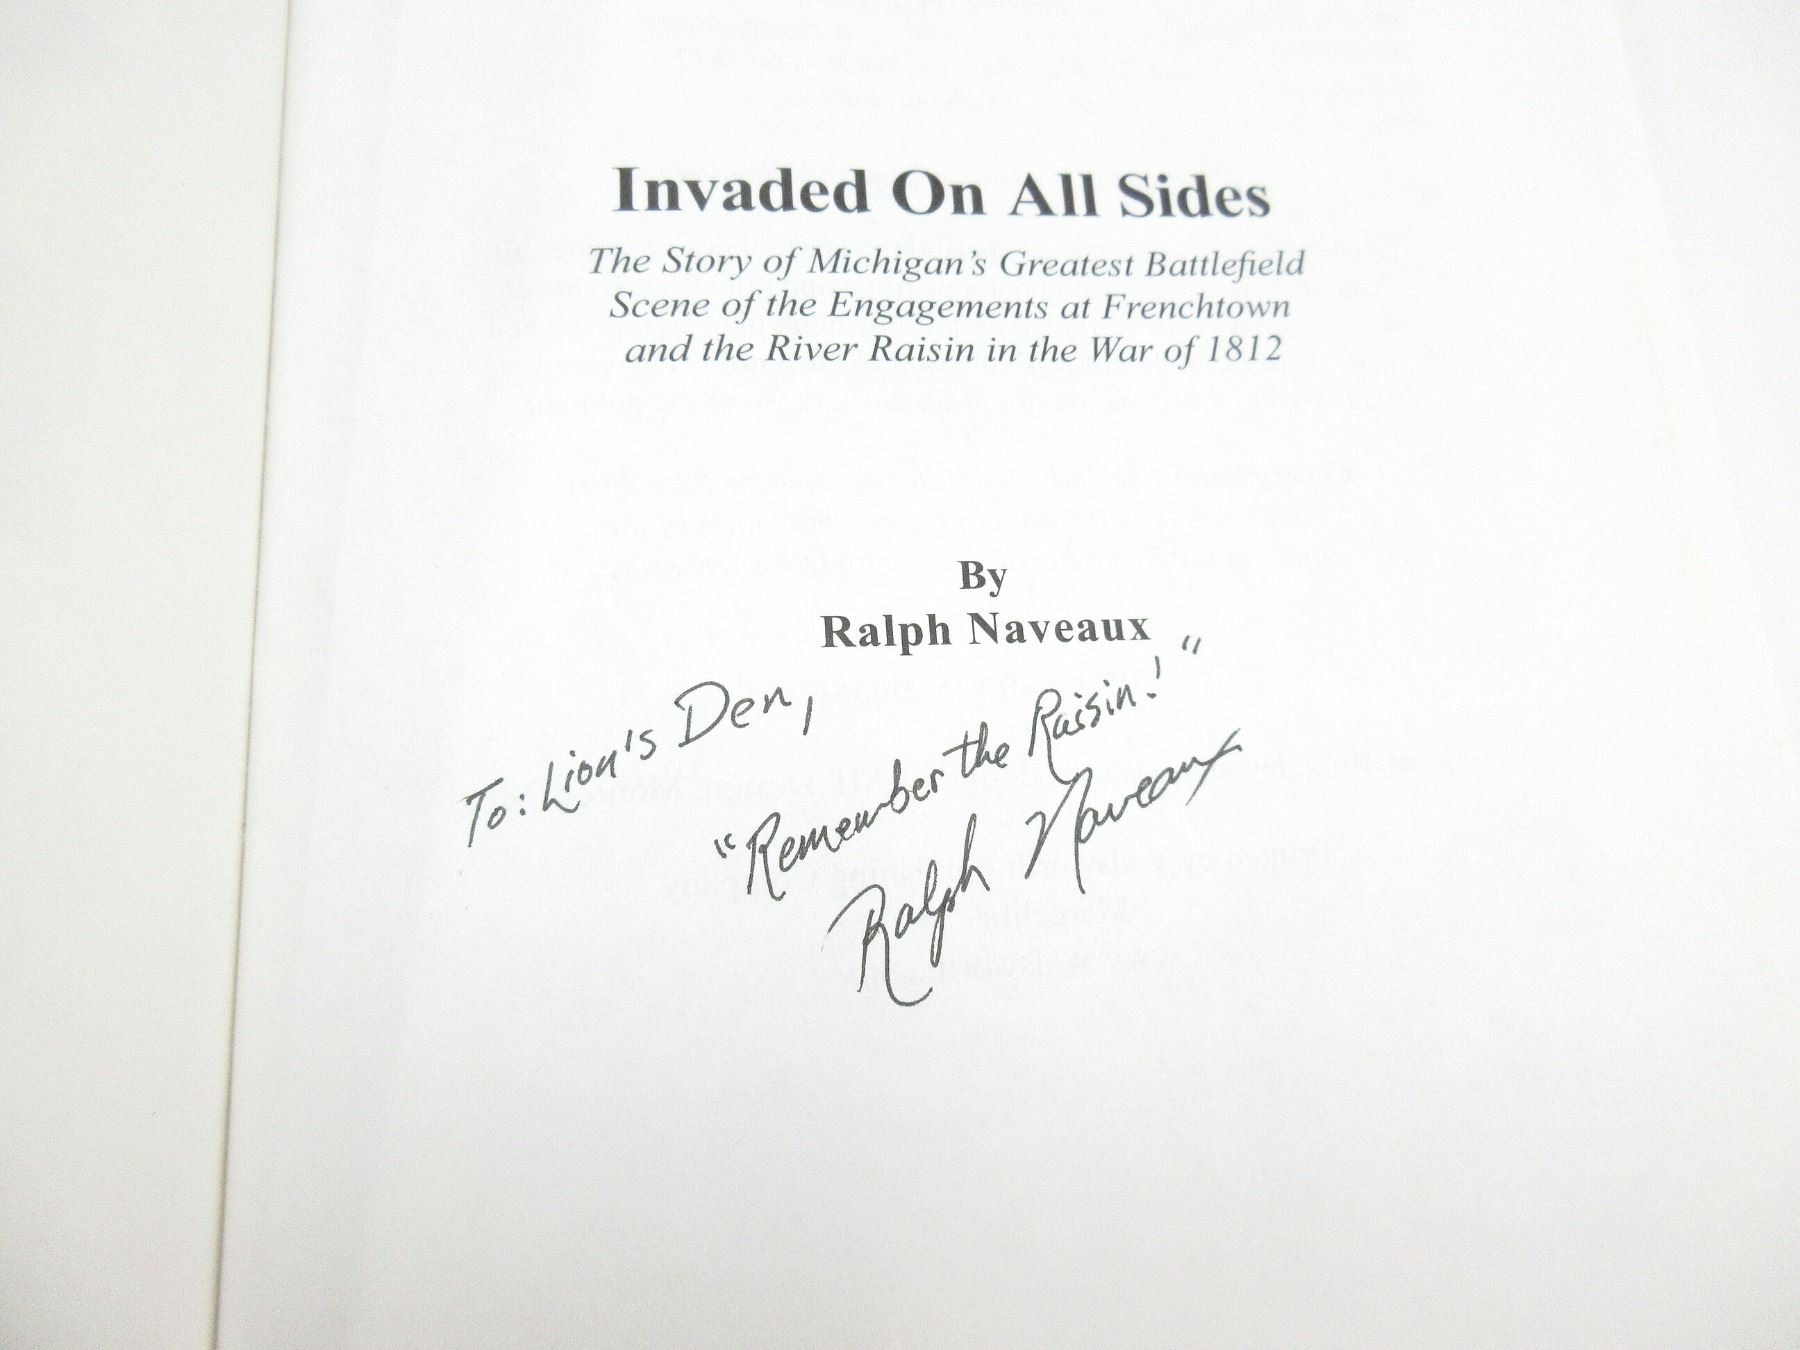 Invaded On All Sides
The Story of Michigan's Greatest Battlefield
Scene of the Engagements at Frenchtown
and the River Raisin in the War of 1812
By
Ralph Naveaux
To: Lion's Den,
"Remember the Raisin!"
Ralph Naveaux